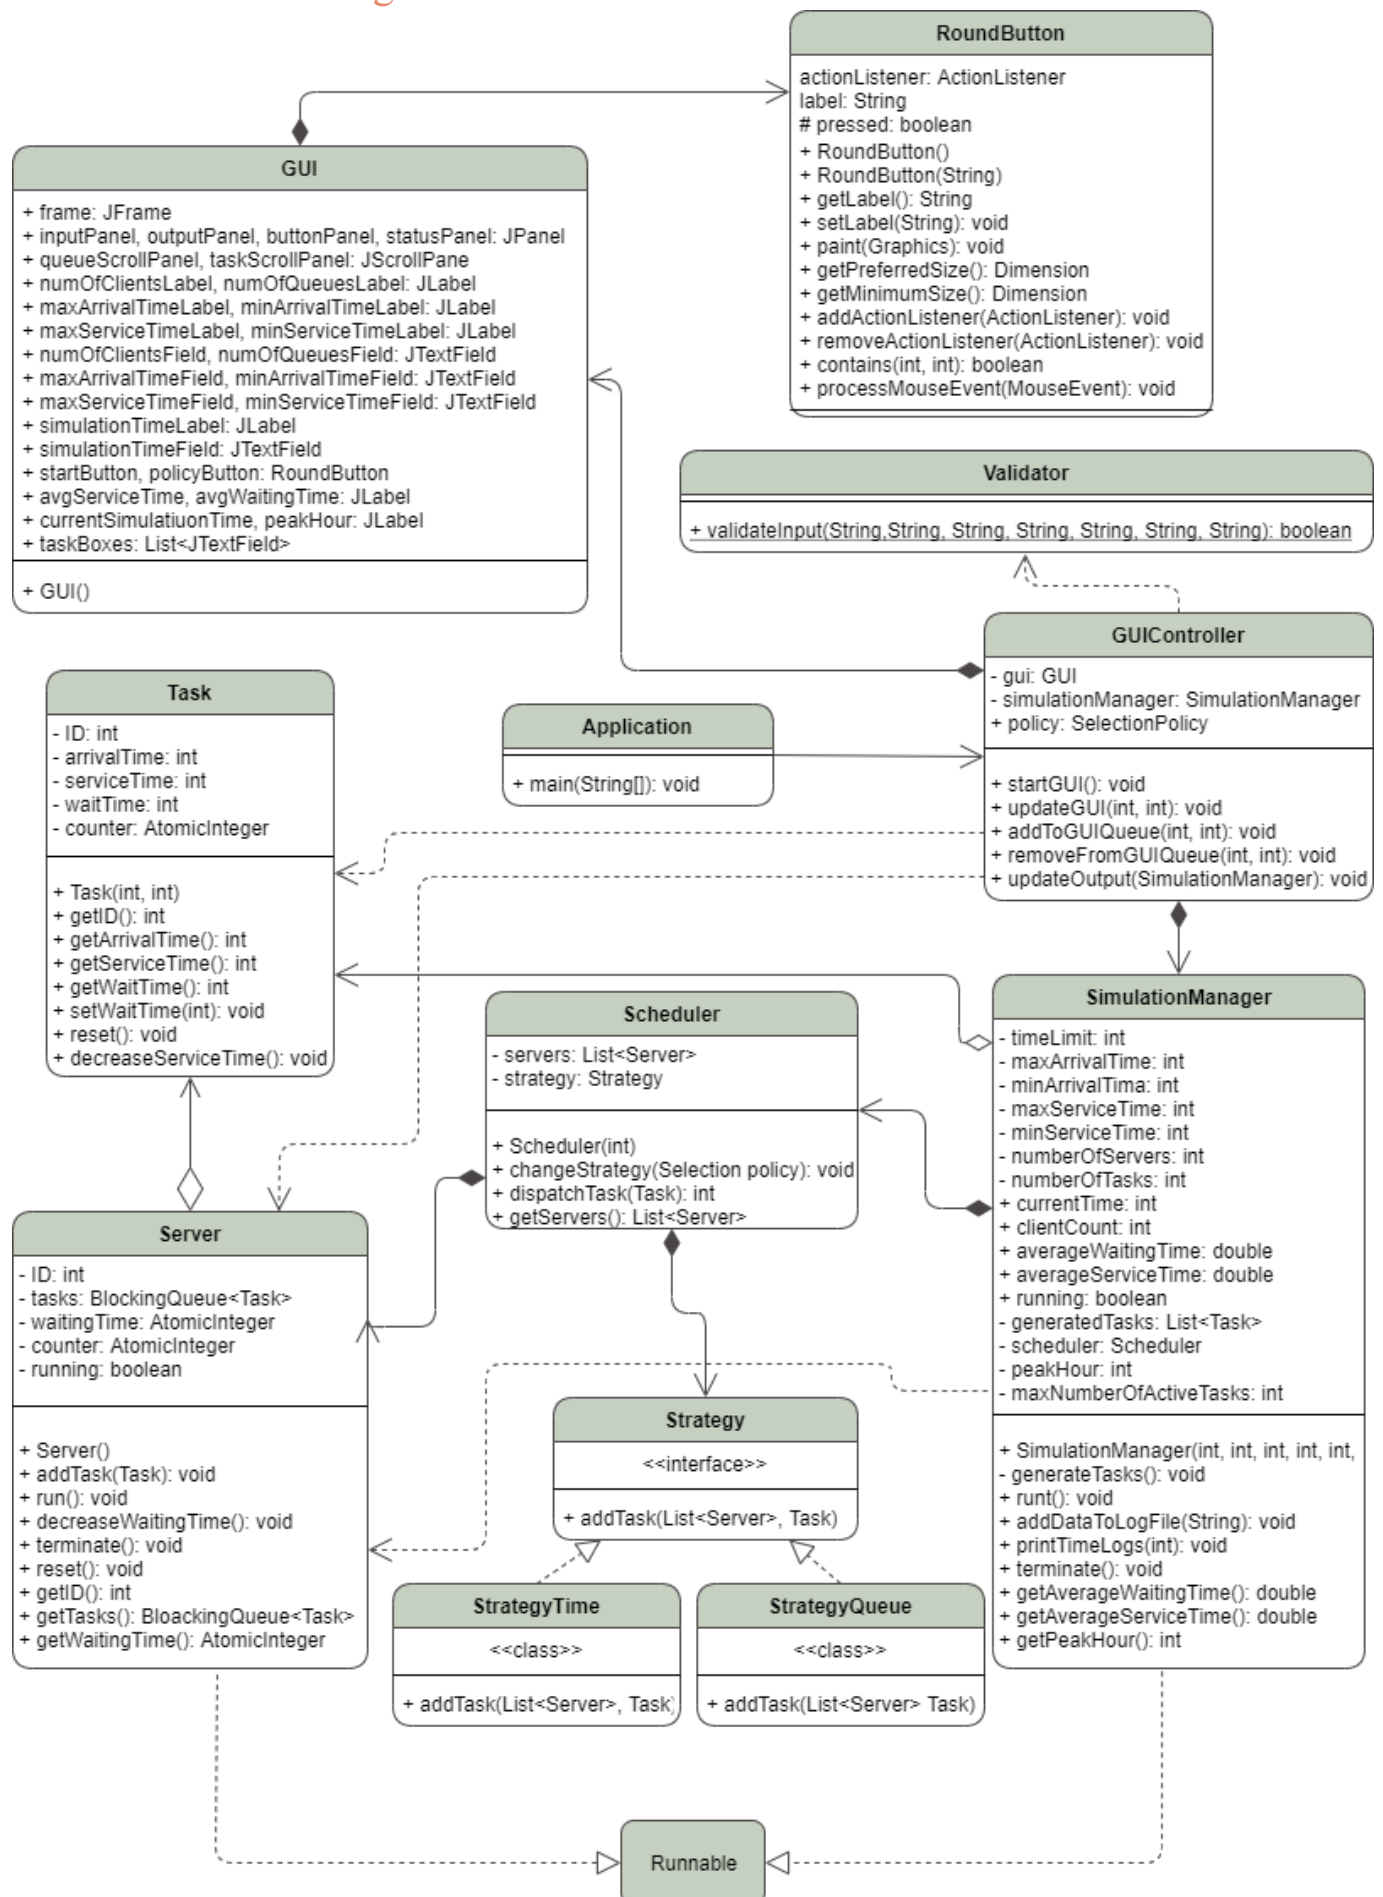 RoundButton
actionListener: ActionListener
label: String
# pressed: boolean
+ RoundButton()
+ RoundButton(String)
+ getLabel(): String
+ setLabel(String): void
+ paint(Graphics): void
+ getPreferredSize(): Dimension
+ getMinimumSize(): Dimension
+ addActionListener(ActionListener): void
+ removeActionListener(ActionListener): void
+ contains(int, int): boolean
+ processMouseEvent(MouseEvent): void
GUI
+ frame: JFrame
+ inputPanel, outputPanel, buttonPanel, statusPanel: JPanel
+ queueScrollPanel, taskScrollPanel: JScrollPane
+ numOfClientsLabel, numOfQueuesLabel: JLabel
+ maxArrivalTimeLabel, minArrivalTimeLabel: JLabel
+ maxServiceTimeLabel, minServiceTimeLabel: JLabel
+ numOfClientsField, numOfQueuesField: JTextField
+ maxArrivalTimeField, minArrivalTimeField: JTextField
+ maxServiceTimeField, minServiceTimeField: JTextField
+ simulationTimeLabel: JLabel
+ simulationTimeField: JTextField
+ startButton, policyButton: RoundButton
+ avgServiceTime, avgWaitingTime: JLabel
+ currentSimulatiuonTime, peakHour: JLabel
+ taskBoxes: List<JTextField>
+ GUI()
Validator
+ validateInput(String,String, String, String, String, String, String): boolean
GUIController
- gui: GUI
- simulationManager: SimulationManager
+ policy: SelectionPolicy
+ startGUI(): void
+ updateGUI(int, int): void
+ addToGUIQueue(int, int): void
+ removeFromGUIQueue(int, int): void
+ updateOutput(SimulationManager): void
Application
+ main(String[]): void
Task
- ID: int
- arrivalTime: int
- serviceTime: int
- waitTime: int
- counter: AtomicInteger
+ Task(int, int)
+ getID(): int
+ getArrivalTime(): int
+ getServiceTime(): int
+ getWaitTime(): int
+ setWaitTime(int): void
+ reset(): void
+ decreaseServiceTime(): void
Scheduler
- servers: List<Server>
- strategy: Strategy
+ Scheduler(int)
+ changeStrategy(Selection policy): void
+ dispatchTask(Task): int
+ getServers(): List<Server>
SimulationManager
- timeLimit: int
- maxArrivalTime: int
- minArrivalTima: int
- maxServiceTime: int
- minServiceTime: int
- numberOfServers: int
- numberOfTasks: int
+ currentTime: int
+ clientCount: int
+ averageWaitingTime: double
+ averageServiceTime: double
+ running: boolean
- generatedTasks: List<Task>
- scheduler: Scheduler
- peakHour: int
- maxNumberOfActiveTasks: int
+ SimulationManager(int, int, int, int, int,
- generateTasks(): void
+ runt(): void
+ addDataToLogFile(String): void
+ printTimeLogs(int): void
+ terminate(): void
+ getAverageWaitingTime(): double
+ getAverageServiceTime(): double
+ getPeakHour(): int
Server
- ID: int
- tasks: BlockingQueue<Task>
- waitingTime: AtomicInteger
- counter: AtomicInteger
- running: boolean
+ Server()
+ addTask(Task): void
+ run(): void
+ decreaseWaitingTime(): void
+ terminate(): void
+ reset(): void
+ getID(): int
+ getTasks(): BloackingQueue<Task>
+ getWaitingTime(): AtomicInteger
Strategy
<<interface>>
+ addTask(List<Server>, Task)
StrategyTime
<<class>>
+ addTask(List<Server>, Task)
StrategyQueue
<<class>>
+ addTask(List<Server> Task)
Runnable